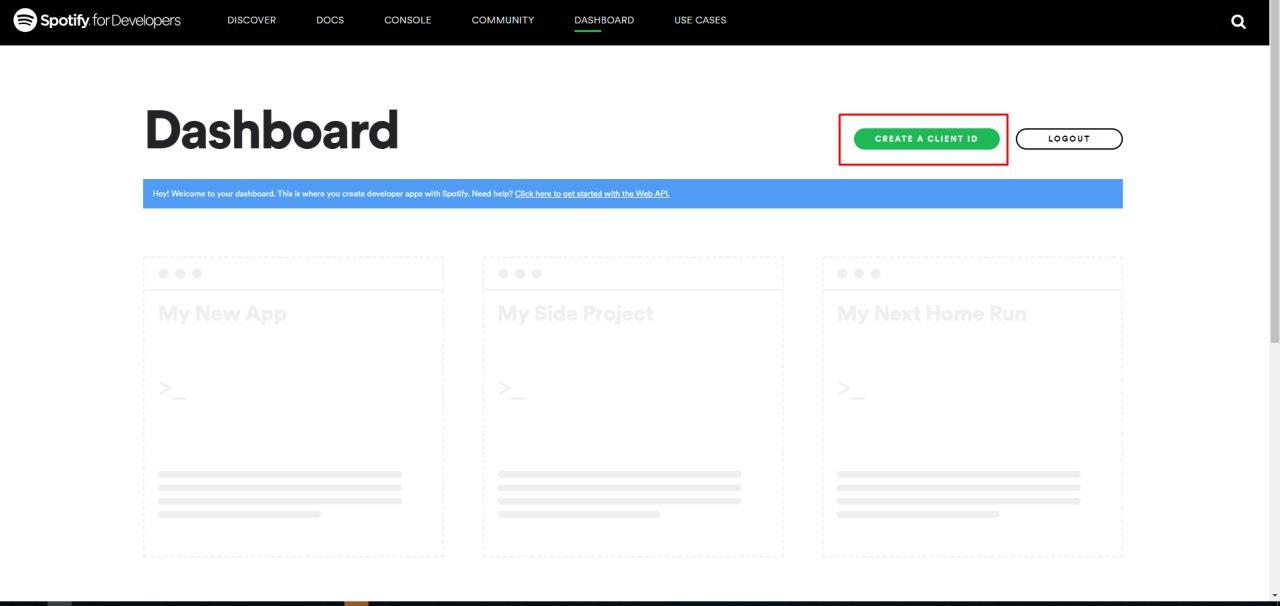 Spotify for Developers DISCOVER DOCS CONSOLE COMMUNITY DASHBOARD USE CASES
Dashboard
CREATE A CLIENT ID LOGOUT
Hey! Welcome to your dashboard. This is where you create developer apps with Spotify. Need help? Click here to get started with the Web API.
My New App My Side Project My Next Home Run
>_ >_ >_